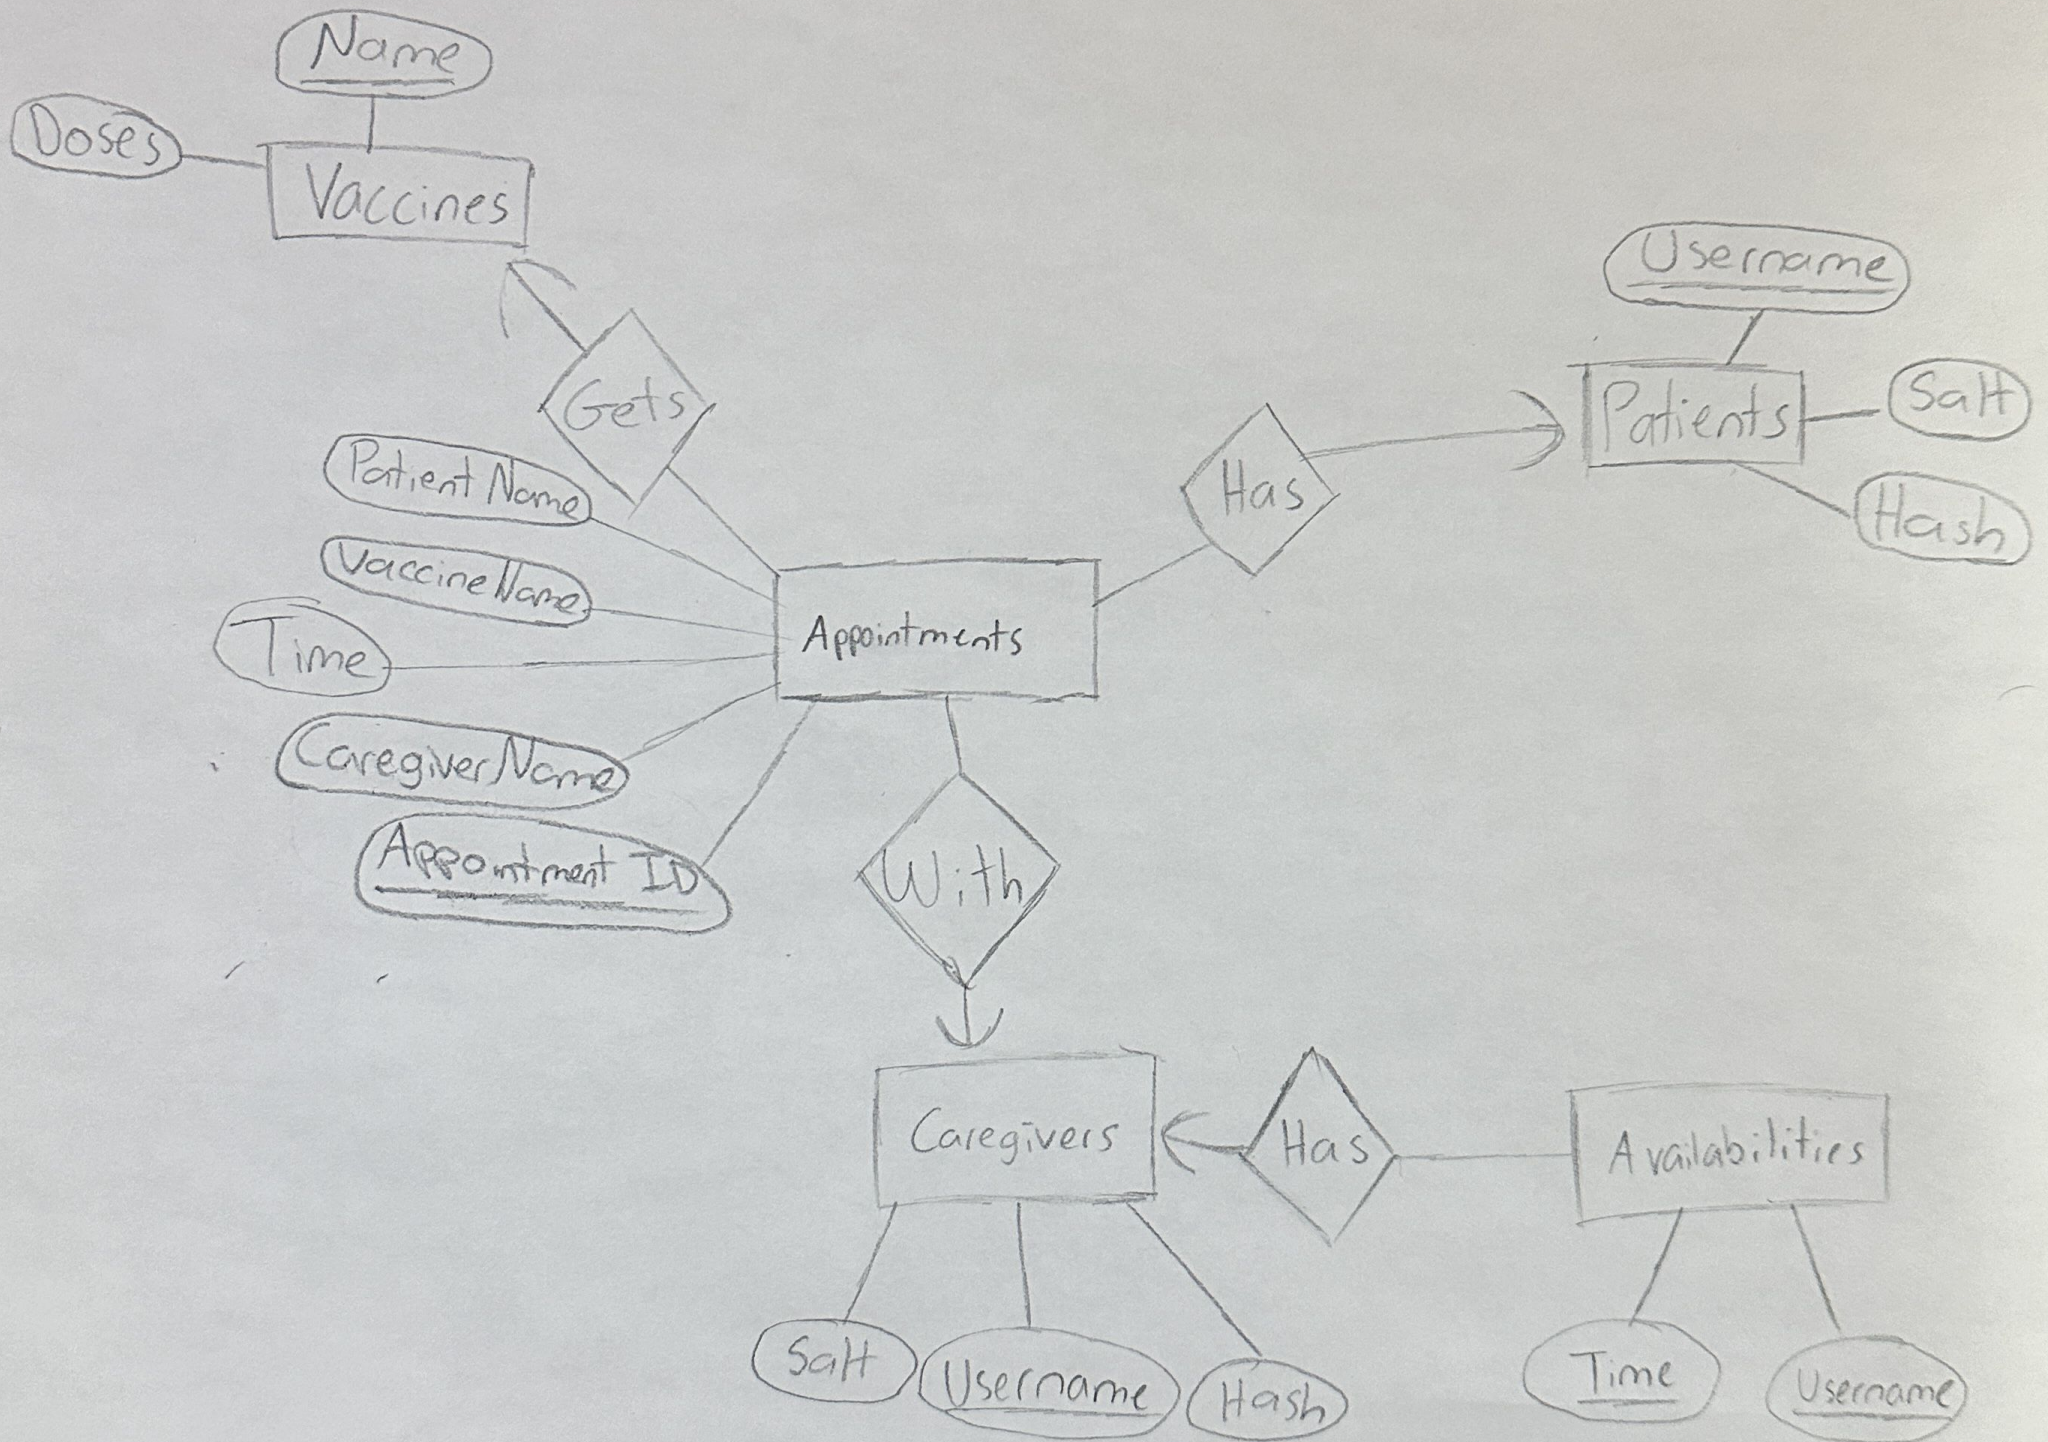 Name
Doses
Vaccines
Username
Gets
Patients
Salt
Has
Hash
Patient Name
Vaccine Name
Time
Appointments
Caregiver Name
Appointment ID
With
Caregivers
Has
Availabilities
Salt
Username
Hash
Time
Username